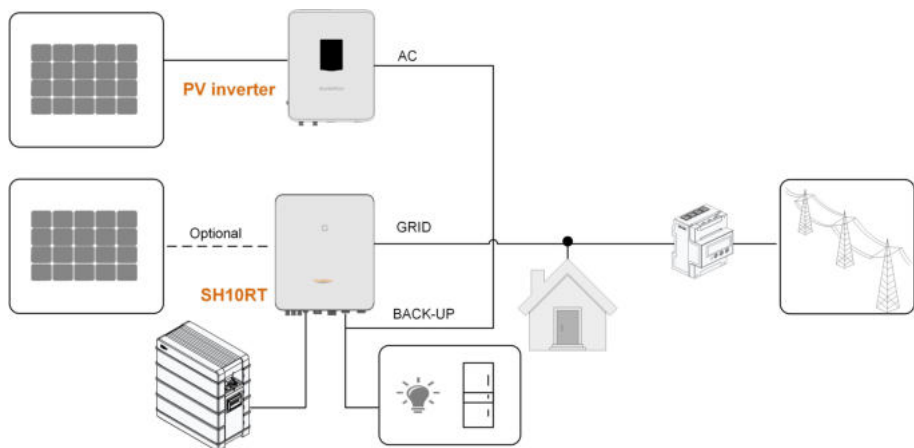 AC
PV inverter
Optional
GRID
SH10RT
BACK-UP